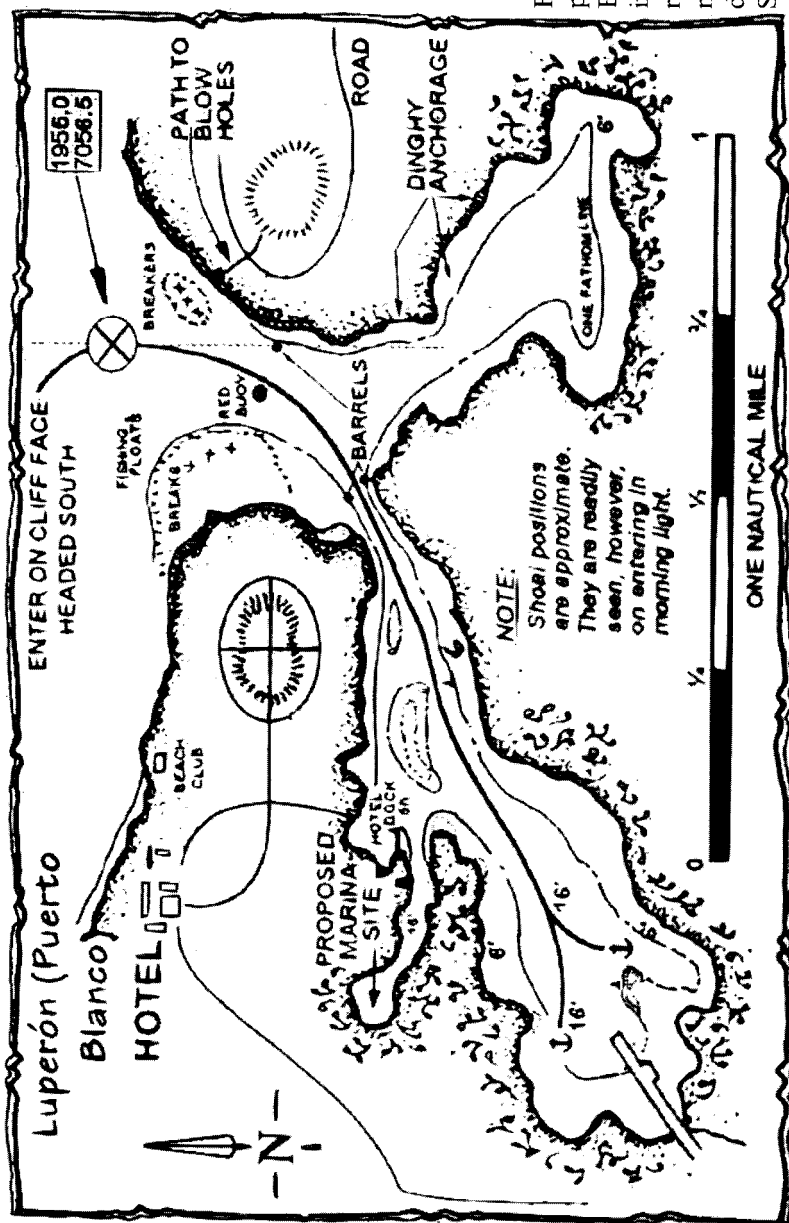 Luperón (Puerto
Blanco)
HOTEL
-N-
BEACH
CLUB
ENTER ON CLIFF FACE
HEADED SOUTH
1956.0
7056.5
FISHING
FLOATS
BREAKS
RED
BUOY
BREAKERS
PATH TO
BLOW
HOLES
ROAD
BARRELS
DINGHY
ANCHORAGE
PROPOSED
MARINA
SITE
HOTEL
DOCK
6'
16'
16'
ONE FATHOM LINE
6'
NOTE:
Shoal positions
are approximate.
They are readily
seen, however,
on entering in
morning light.
0
1/4
1/2
3/4
1
ONE NAUTICAL MILE